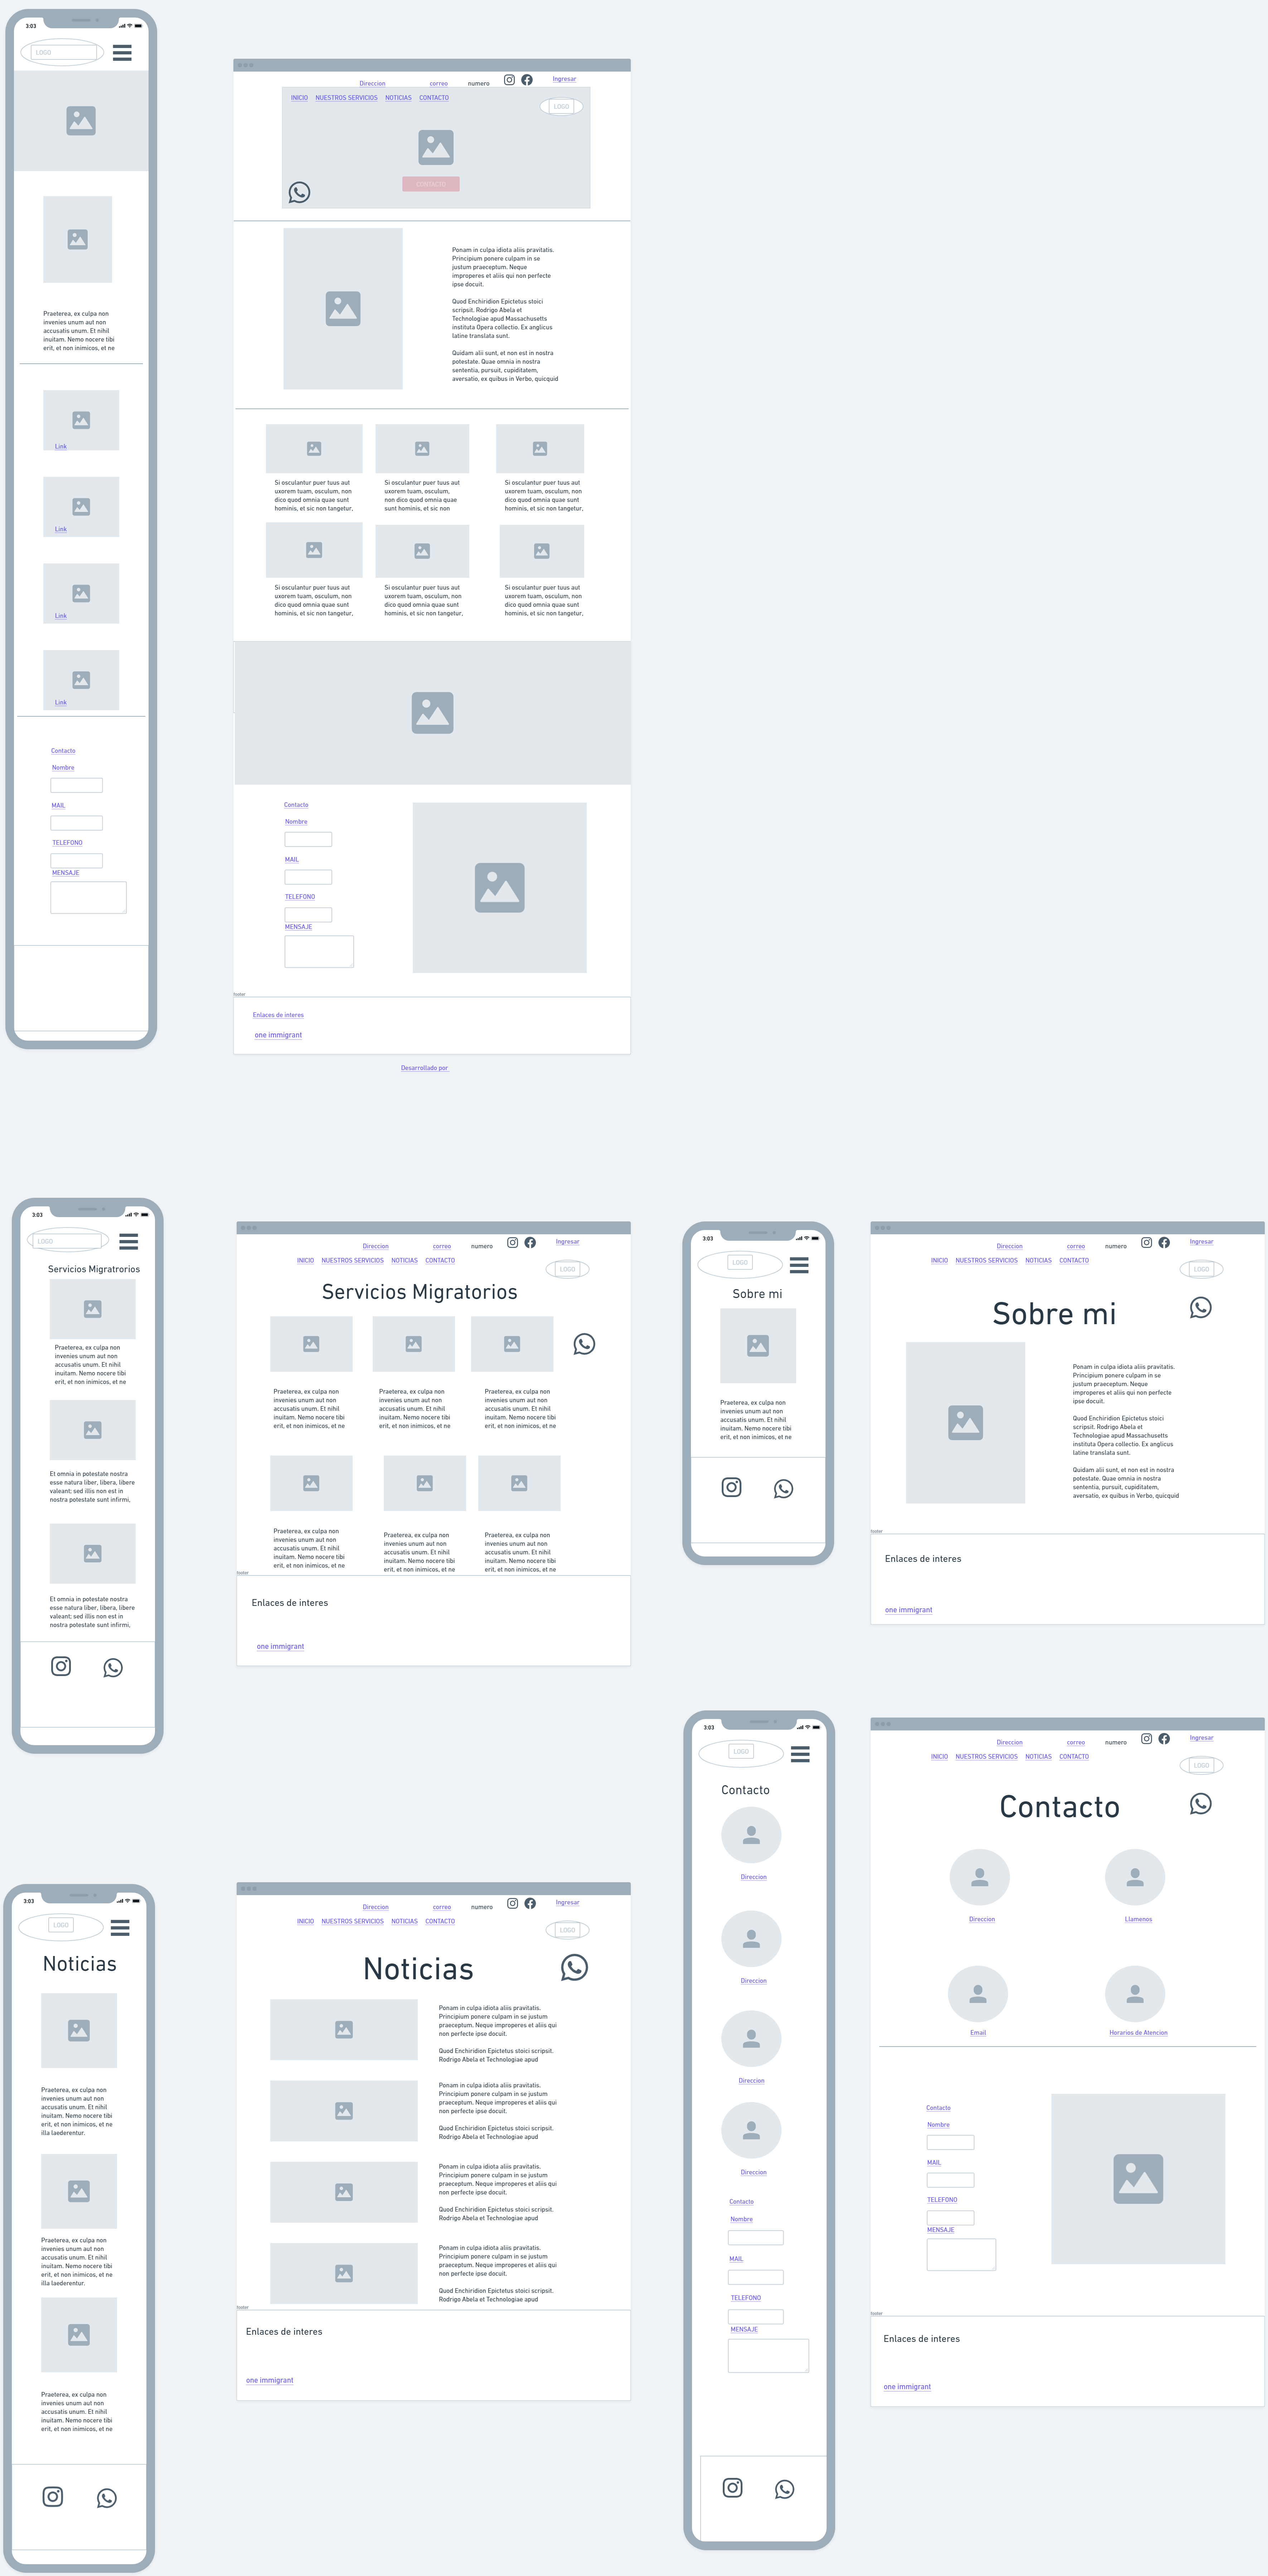 3:03
LOGO
Praeterea, ex culpa non
invenies unum aut non
accusatis unum. Et nihil
inuitam. Nemo nocere tibi
erit, et non inimicos, et ne
Link
Link
Link
Link
Contacto
Nombre
MAIL
TELEFONO
MENSAJE
Direccion
correo
numero
Ingresar
INICIO
NUESTROS SERVICIOS
NOTICIAS
CONTACTO
LOGO
CONTACTO
Ponam in culpa idiota aliis pravitatis.
Principium ponere culpam in se
justum praeceptum. Neque
improperes et aliis qui non perfecte
ipse docuit.
Quod Enchiridion Epictetus stoici
scripsit. Rodrigo Abela et
Technologiae apud Massachusetts
instituta Opera collectio. Ex anglicus
latine translata sunt.
Quidam alii sunt, et non est in nostra
potestate. Quae omnia in nostra
sententia, pursuit, cupiditatem,
aversatio, ex quibus in Verbo, quicquid
Si osculantur puer tuus aut
uxorem tuam, osculum, non
dico quod omnia quae sunt
hominis, et sic non tangetur,
Si osculantur puer tuus aut
uxorem tuam, osculum,
non dico quod omnia quae
sunt hominis, et sic non
Si osculantur puer tuus aut
uxorem tuam, osculum, non
dico quod omnia quae sunt
hominis, et sic non tangetur,
Si osculantur puer tuus aut
uxorem tuam, osculum, non
dico quod omnia quae sunt
hominis, et sic non tangetur,
Si osculantur puer tuus aut
uxorem tuam, osculum, non
dico quod omnia quae sunt
hominis, et sic non tangetur,
Si osculantur puer tuus aut
uxorem tuam, osculum, non
dico quod omnia quae sunt
hominis, et sic non tangetur,
Contacto
Nombre
MAIL
TELEFONO
MENSAJE
footer
Enlaces de interes
one immigrant
Desarrollado por
3:03
LOGO
Servicios Migratrorios
Praeterea, ex culpa non
invenies unum aut non
accusatis unum. Et nihil
inuitam. Nemo nocere tibi
erit, et non inimicos, et ne
Et omnia in potestate nostra
esse natura liber, libera, libere
valeant; sed illis non est in
nostra potestate sunt infirmi,
Et omnia in potestate nostra
esse natura liber, libera, libere
valeant; sed illis non est in
nostra potestate sunt infirmi,
Direccion
correo
numero
Ingresar
INICIO
NUESTROS SERVICIOS
NOTICIAS
CONTACTO
LOGO
Servicios Migratorios
Praeterea, ex culpa non
invenies unum aut non
accusatis unum. Et nihil
inuitam. Nemo nocere tibi
erit, et non inimicos, et ne
Praeterea, ex culpa non
invenies unum aut non
accusatis unum. Et nihil
inuitam. Nemo nocere tibi
erit, et non inimicos, et ne
Praeterea, ex culpa non
invenies unum aut non
accusatis unum. Et nihil
inuitam. Nemo nocere tibi
erit, et non inimicos, et ne
Praeterea, ex culpa non
invenies unum aut non
accusatis unum. Et nihil
inuitam. Nemo nocere tibi
erit, et non inimicos, et ne
Praeterea, ex culpa non
invenies unum aut non
accusatis unum. Et nihil
inuitam. Nemo nocere tibi
erit, et non inimicos, et ne
Praeterea, ex culpa non
invenies unum aut non
accusatis unum. Et nihil
inuitam. Nemo nocere tibi
erit, et non inimicos, et ne
footer
Enlaces de interes
one immigrant
3:03
LOGO
Sobre mi
Praeterea, ex culpa non
invenies unum aut non
accusatis unum. Et nihil
inuitam. Nemo nocere tibi
erit, et non inimicos, et ne
Direccion
correo
numero
Ingresar
INICIO
NUESTROS SERVICIOS
NOTICIAS
CONTACTO
LOGO
Sobre mi
Ponam in culpa idiota aliis pravitatis.
Principium ponere culpam in se
justum praeceptum. Neque
improperes et aliis qui non perfecte
ipse docuit.
Quod Enchiridion Epictetus stoici
scripsit. Rodrigo Abela et
Technologiae apud Massachusetts
instituta Opera collectio. Ex anglicus
latine translata sunt.
Quidam alii sunt, et non est in nostra
potestate. Quae omnia in nostra
sententia, pursuit, cupiditatem,
aversatio, ex quibus in Verbo, quicquid
footer
Enlaces de interes
one immigrant
3:03
LOGO
Contacto
Direccion
Direccion
Direccion
Direccion
Contacto
Nombre
MAIL
TELEFONO
MENSAJE
Direccion
correo
numero
Ingresar
INICIO
NUESTROS SERVICIOS
NOTICIAS
CONTACTO
LOGO
Contacto
Direccion
Llamenos
Email
Horarios de Atencion
Contacto
Nombre
MAIL
TELEFONO
MENSAJE
footer
Enlaces de interes
one immigrant
3:03
LOGO
Noticias
Praeterea, ex culpa non
invenies unum aut non
accusatis unum. Et nihil
inuitam. Nemo nocere tibi
erit, et non inimicos, et ne
illa laederentur.
Praeterea, ex culpa non
invenies unum aut non
accusatis unum. Et nihil
inuitam. Nemo nocere tibi
erit, et non inimicos, et ne
illa laederentur.
Praeterea, ex culpa non
invenies unum aut non
accusatis unum. Et nihil
inuitam. Nemo nocere tibi
erit, et non inimicos, et ne
Direccion
correo
numero
Ingresar
INICIO
NUESTROS SERVICIOS
NOTICIAS
CONTACTO
LOGO
Noticias
Ponam in culpa idiota aliis pravitatis.
Principium ponere culpam in se justum
praeceptum. Neque improperes et aliis qui
non perfecte ipse docuit.
Quod Enchiridion Epictetus stoici scripsit.
Rodrigo Abela et Technologiae apud
Ponam in culpa idiota aliis pravitatis.
Principium ponere culpam in se justum
praeceptum. Neque improperes et aliis qui
non perfecte ipse docuit.
Quod Enchiridion Epictetus stoici scripsit.
Rodrigo Abela et Technologiae apud
Ponam in culpa idiota aliis pravitatis.
Principium ponere culpam in se justum
praeceptum. Neque improperes et aliis qui
non perfecte ipse docuit.
Quod Enchiridion Epictetus stoici scripsit.
Rodrigo Abela et Technologiae apud
Ponam in culpa idiota aliis pravitatis.
Principium ponere culpam in se justum
praeceptum. Neque improperes et aliis qui
non perfecte ipse docuit.
Quod Enchiridion Epictetus stoici scripsit.
Rodrigo Abela et Technologiae apud
footer
Enlaces de interes
one immigrant